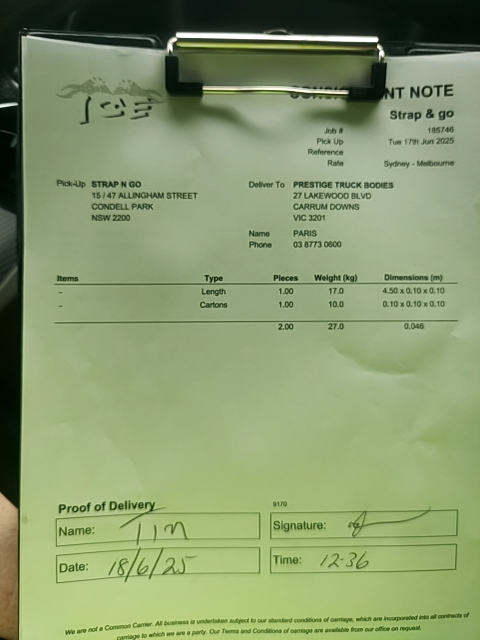 ICE
NT NOTE
Strap & go
Job # 185746
Pick Up Tue 17th Jun 2025
Reference
Rate Sydney - Melbourne
Pick-Up STRAP N GO
15 / 47 ALLINGHAM STREET
CONDELL PARK
NSW 2200
Deliver To PRESTIGE TRUCK BODIES
27 LAKEWOOD BLVD
CARRUM DOWNS
VIC 3201
Name PARIS
Phone 03 8773 0600
Items Type Pieces Weight (kg) Dimensions (m)
- Length 1.00 17.0 4.50 x 0.10 x 0.10
- Cartons 1.00 10.0 0.10 x 0.10 x 0.10
2.00 27.0 0.046
Proof of Delivery
9170
Name: Tim
Signature:
Date: 18/6/25
Time: 12-36
We are not a Common Carrier. All business is undertaken subject to our standard conditions of carriage, which are incorporated into all contracts of
carriage to which we are a party. Our Terms and Conditions of carriage are available from our office on request.